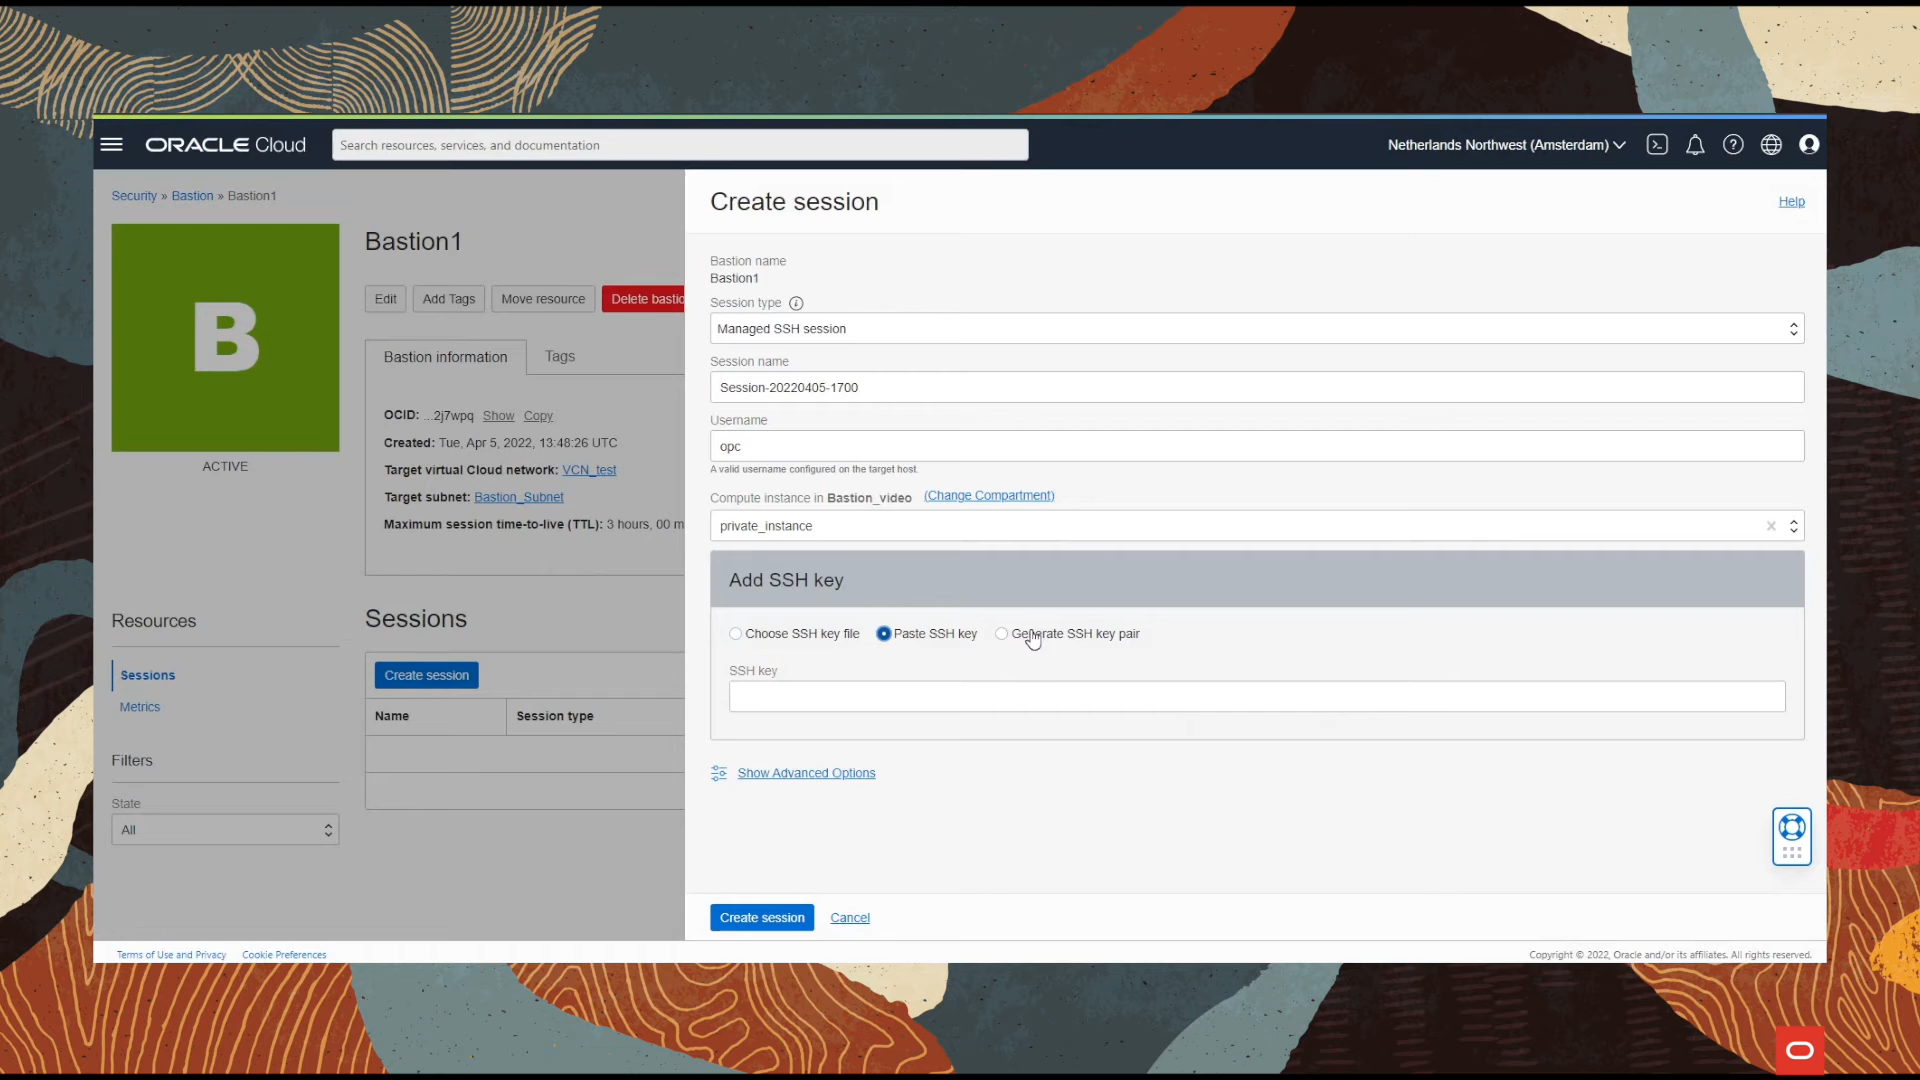 ORACLE Cloud
Search resources, services, and documentation
Netherlands Northwest (Amsterdam)
Security » Bastion » Bastion1
B
ACTIVE
Bastion1
Edit
Add Tags
Move resource
Delete bastio
Bastion information
Tags
OCID: ...2j7wpq Show Copy
Created: Tue, Apr 5, 2022, 13:48:26 UTC
Target virtual Cloud network: VCN_test
Target subnet: Bastion_Subnet
Maximum session time-to-live (TTL): 3 hours, 00 m
Resources
Sessions
Metrics
Filters
State
All
Sessions
Create session
Name
Session type
Create session
Help
Bastion name
Bastion1
Session type
Managed SSH session
Session name
Session-20220405-1700
Username
opc
A valid username configured on the target host.
Compute instance in Bastion_video (Change Compartment)
private_instance
Add SSH key
Choose SSH key file
Paste SSH key
Generate SSH key pair
SSH key
Show Advanced Options
Create session
Cancel
Terms of Use and Privacy
Cookie Preferences
Copyright © 2022, Oracle and/or its affiliates. All rights reserved.